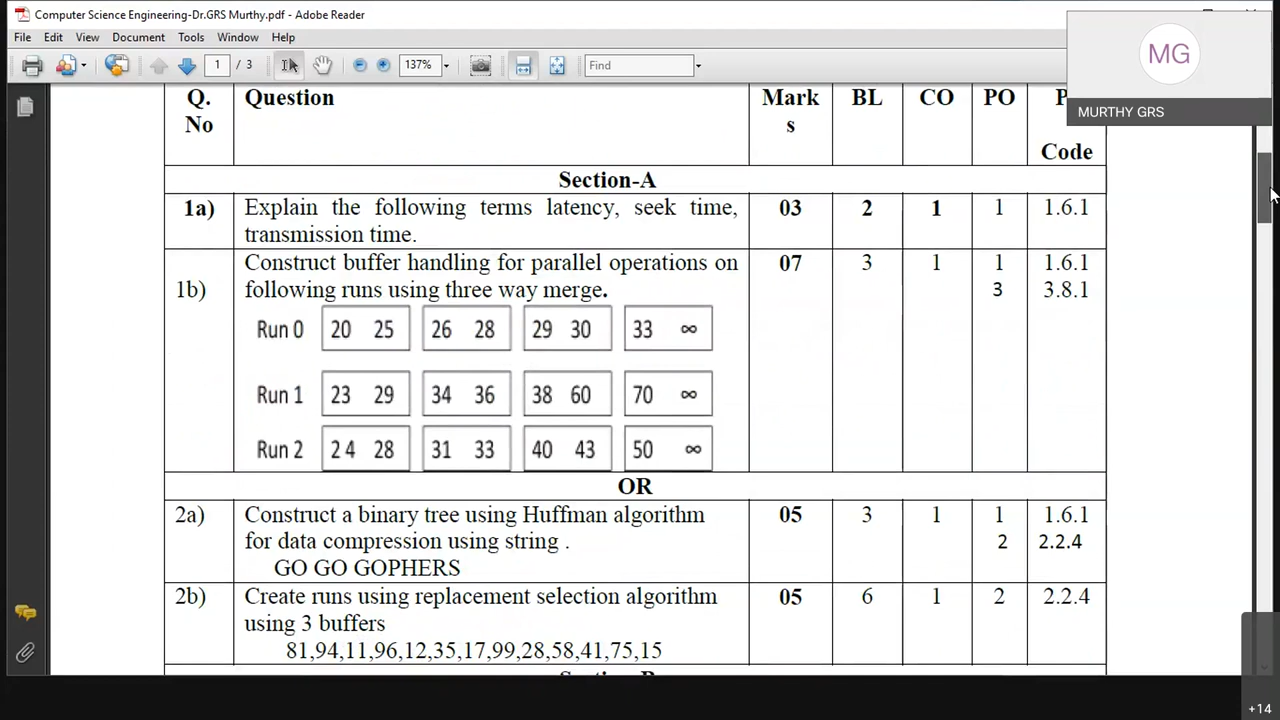 Computer Science Engineering-Dr.GRS Murthy.pdf - Adobe Reader
File Edit View Document Tools Window Help
1 / 3 137% Find
MG
MURTHY GRS
Q. No Question Mark s BL CO PO P Code
Section-A
1a) Explain the following terms latency, seek time, 03 2 1 1 1.6.1
transmission time.
Construct buffer handling for parallel operations on 07 3 1 1 1.6.1
1b) following runs using three way merge. 3 3.8.1
Run 0 20 25 26 28 29 30 33 ∞
Run 1 23 29 34 36 38 60 70 ∞
Run 2 24 28 31 33 40 43 50 ∞
OR
2a) Construct a binary tree using Huffman algorithm 05 3 1 1 1.6.1
for data compression using string . 2 2.2.4
GO GO GOPHERS
2b) Create runs using replacement selection algorithm 05 6 1 2 2.2.4
using 3 buffers
81,94,11,96,12,35,17,99,28,58,41,75,15
+14